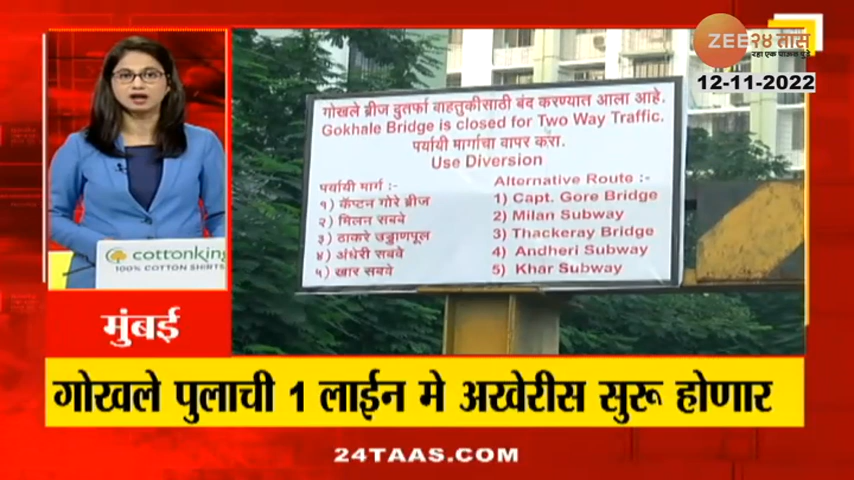 ZEE २४ तास
रहा एक पाऊल पुढे
12-11-2022
गोखले ब्रीज दुतर्फा वाहतुकीसाठी बंद करण्यात आला आहे.
Gokhale Bridge is closed for Two Way Traffic.
पर्यायी मार्गाचा वापर करा.
Use Diversion
पर्यायी मार्ग :-
१) कॅप्टन गोरे ब्रीज
२) मिलन सबवे
३) ठाकरे उड्डाणपूल
४) अंधेरी सबवे
५) खार सबवे
Alternative Route :-
1) Capt. Gore Bridge
2) Milan Subway
3) Thackeray Bridge
4) Andheri Subway
5) Khar Subway
cottonking
100% COTTON SHIRTS
मुंबई
गोखले पुलाची 1 लाईन मे अखेरीस सुरू होणार
24TAAS.COM